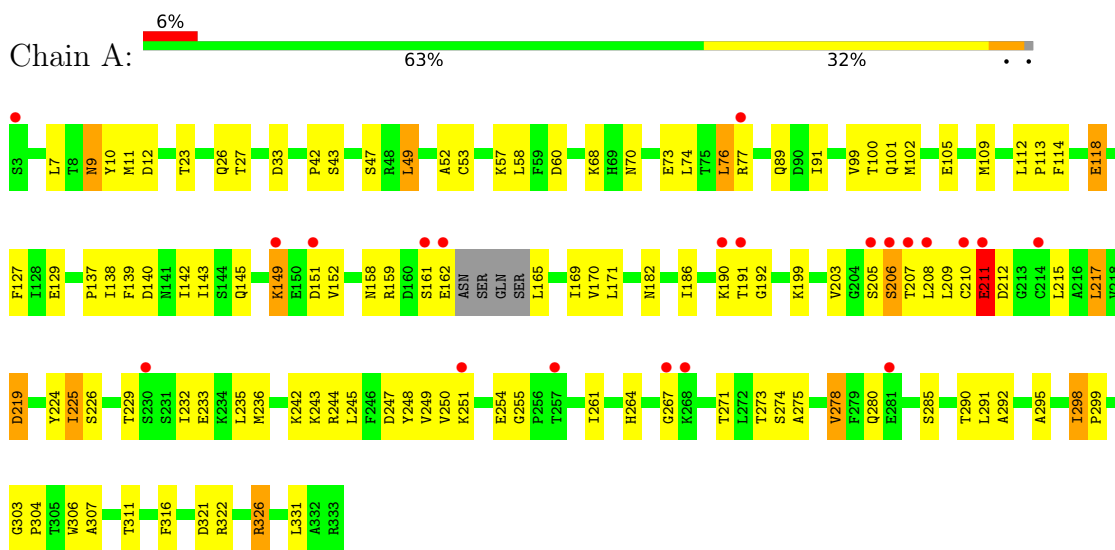 6%
Chain A:
63% 32% • •
S3 L7 T8 N9 Y10 M11 D12 T23 Q26 T27 D33 P42 S43 S47 R48 L49 A52 C53 K57 L58 F59 D60 K68 H69 N70 E73 L74 T75 L76 R77 Q89 D90 I91 V99 T100 Q101 M102 E105 M109 L112 P113 F114 E118
F127 I128 E129 P137 I138 F139 D140 N141 I142 I143 S144 Q145 K149 E150 D151 V152 N158 R159 D160 S161 E162 ASN SER GLN SER L165 I169 V170 L171 N182 I186 K190 T191 G192 K199 V203 G204 S205 S206 T207 L208 L209 C210 E211 D212 G213 C214 L215 A216 L217 V218
D219 Y224 I225 S226 T229 S230 S231 I232 E233 K234 L235 M236 K242 K243 R244 L245 F246 D247 Y248 V249 V250 K251 E254 G255 P256 T257 I261 H264 G267 K268 T271 L272 T273 S274 A275 V278 F279 Q280 E281 S285 T290 L291 A292 A295 I298 P299
G303 P304 T305 W306 A307 T311 F316 D321 R322 R326 L331 A332 R333